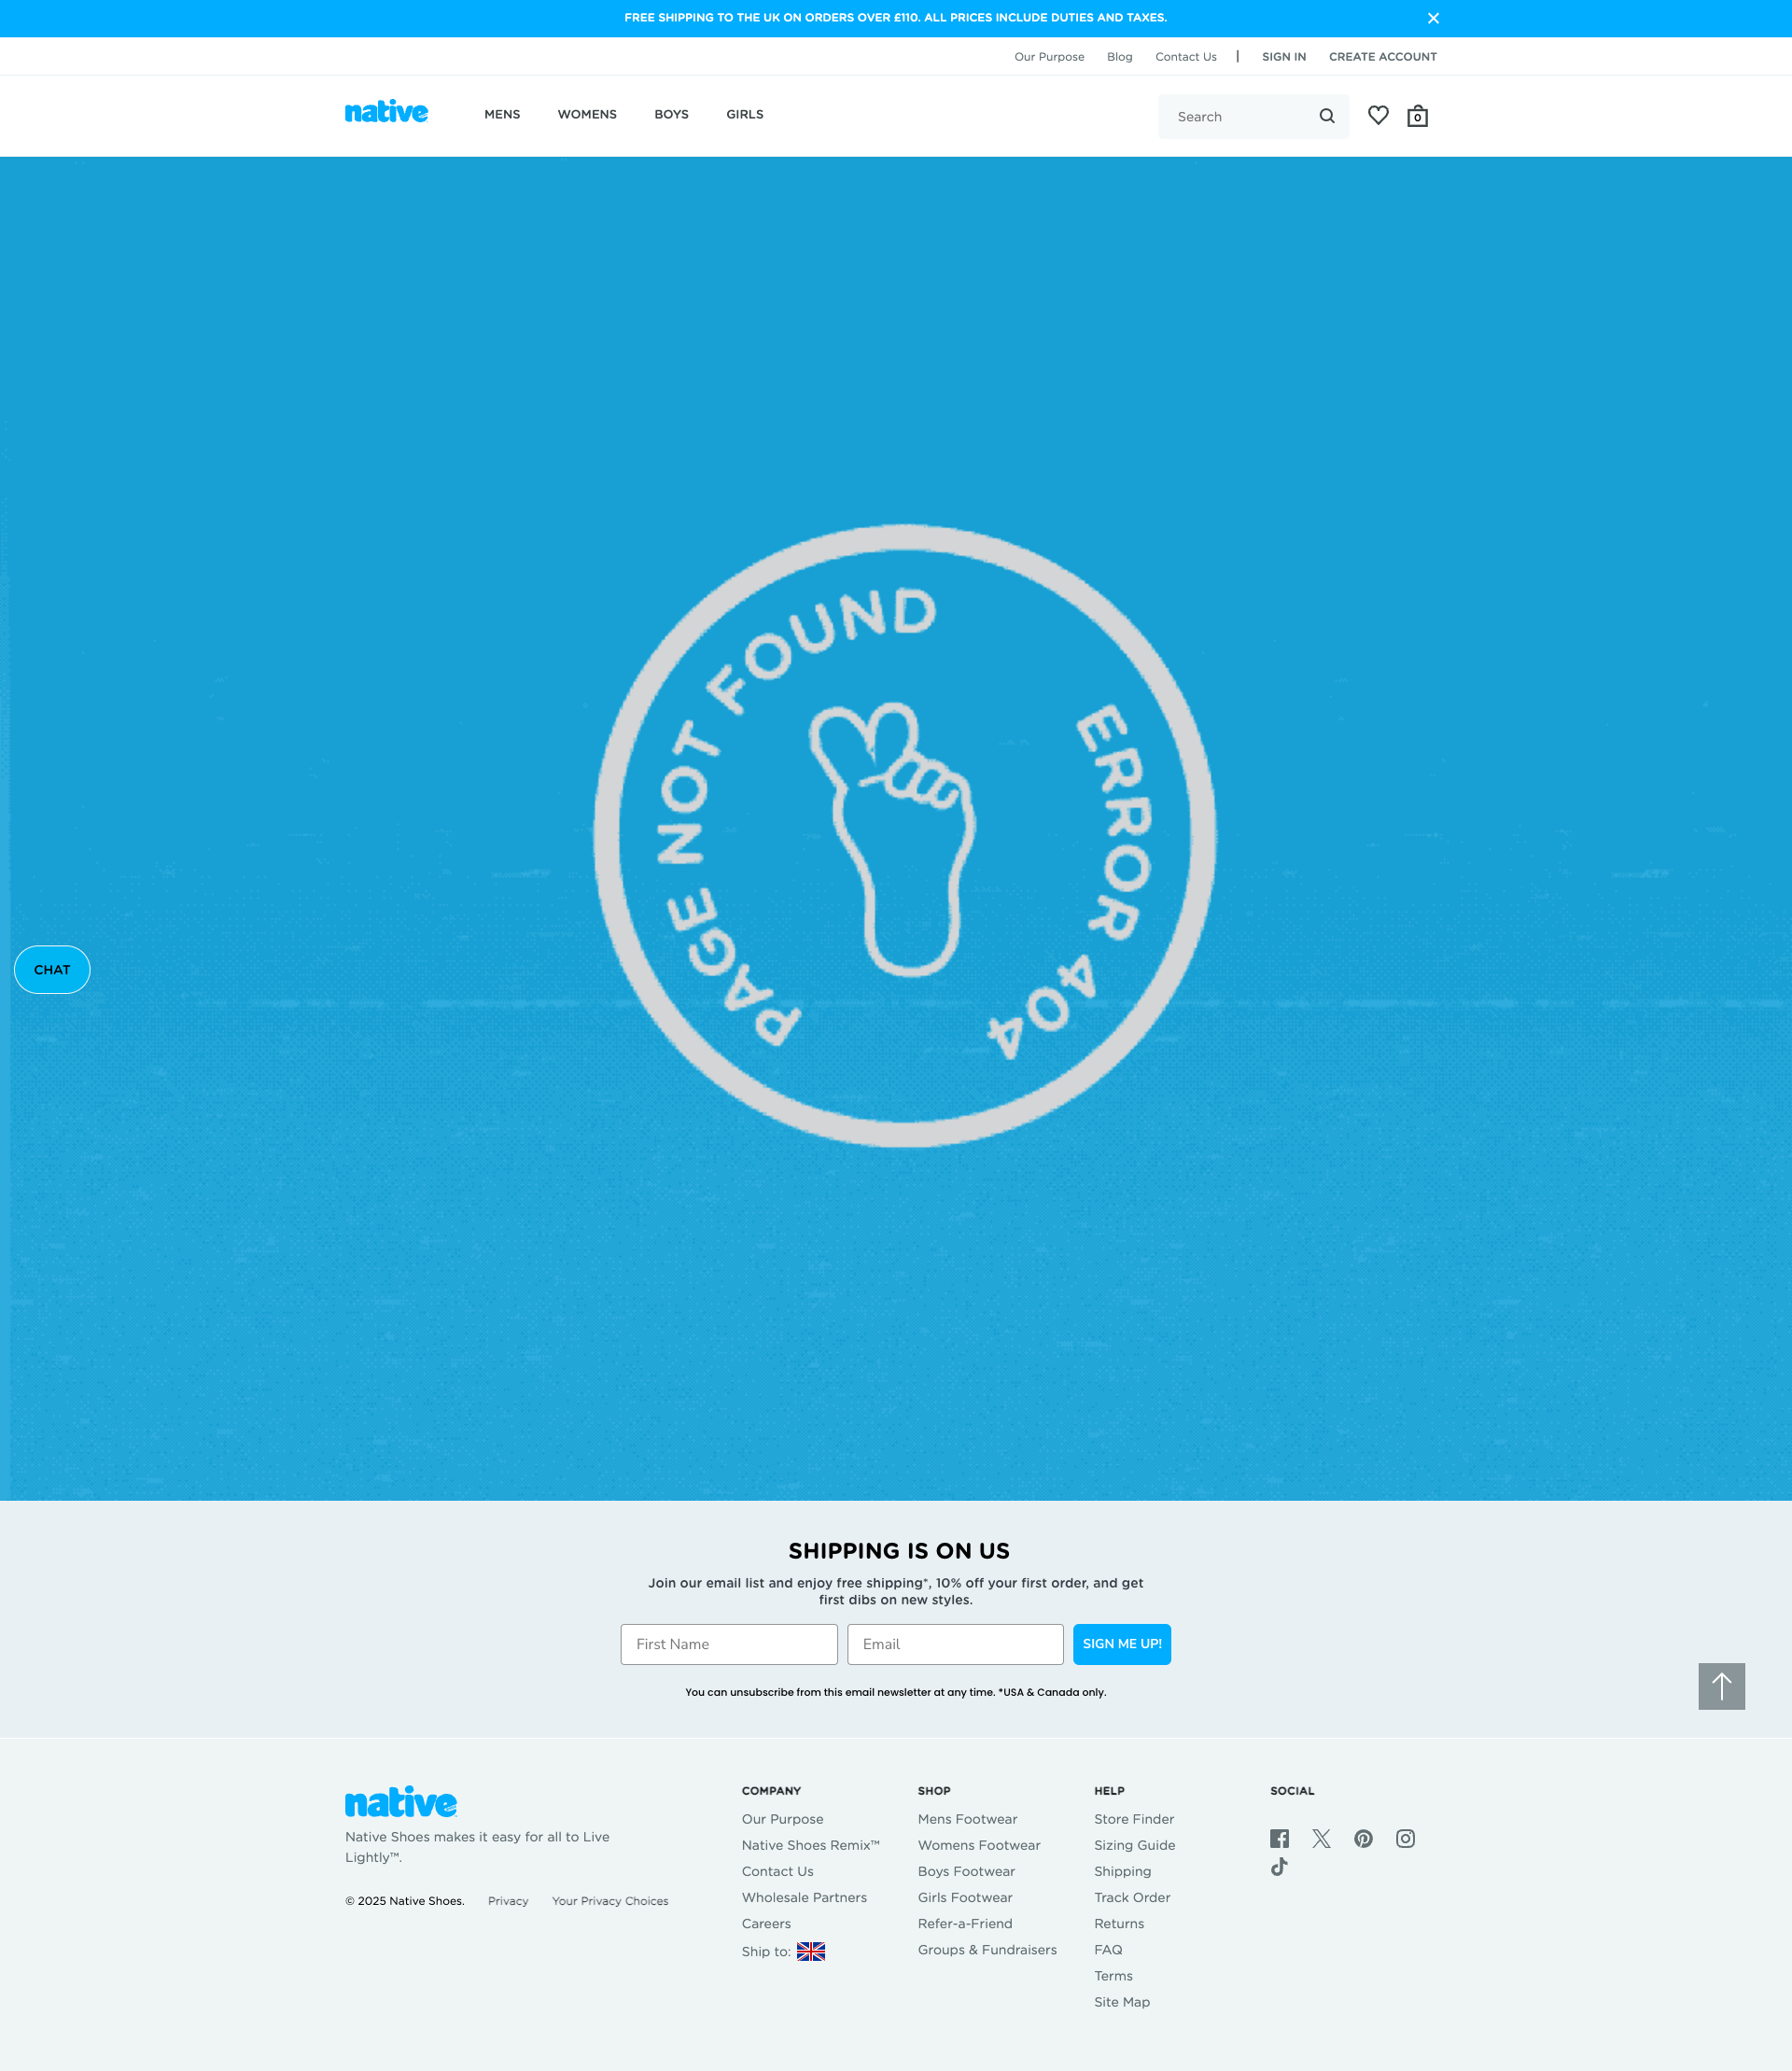 FREE SHIPPING TO THE UK ON ORDERS OVER £110. ALL PRICES INCLUDE DUTIES AND TAXES.
Our Purpose Blog Contact Us | SIGN IN CREATE ACCOUNT
native MENS WOMENS BOYS GIRLS Search 0
PAGE NOT FOUND
ERROR 404
CHAT
SHIPPING IS ON US
Join our email list and enjoy free shipping*, 10% off your first order, and get
first dibs on new styles.
First Name Email SIGN ME UP!
You can unsubscribe from this email newsletter at any time. *USA & Canada only.
native
Native Shoes makes it easy for all to Live
Lightly™.
© 2025 Native Shoes. Privacy Your Privacy Choices
COMPANY
Our Purpose
Native Shoes Remix™
Contact Us
Wholesale Partners
Careers
Ship to:
SHOP
Mens Footwear
Womens Footwear
Boys Footwear
Girls Footwear
Refer-a-Friend
Groups & Fundraisers
HELP
Store Finder
Sizing Guide
Shipping
Track Order
Returns
FAQ
Terms
Site Map
SOCIAL